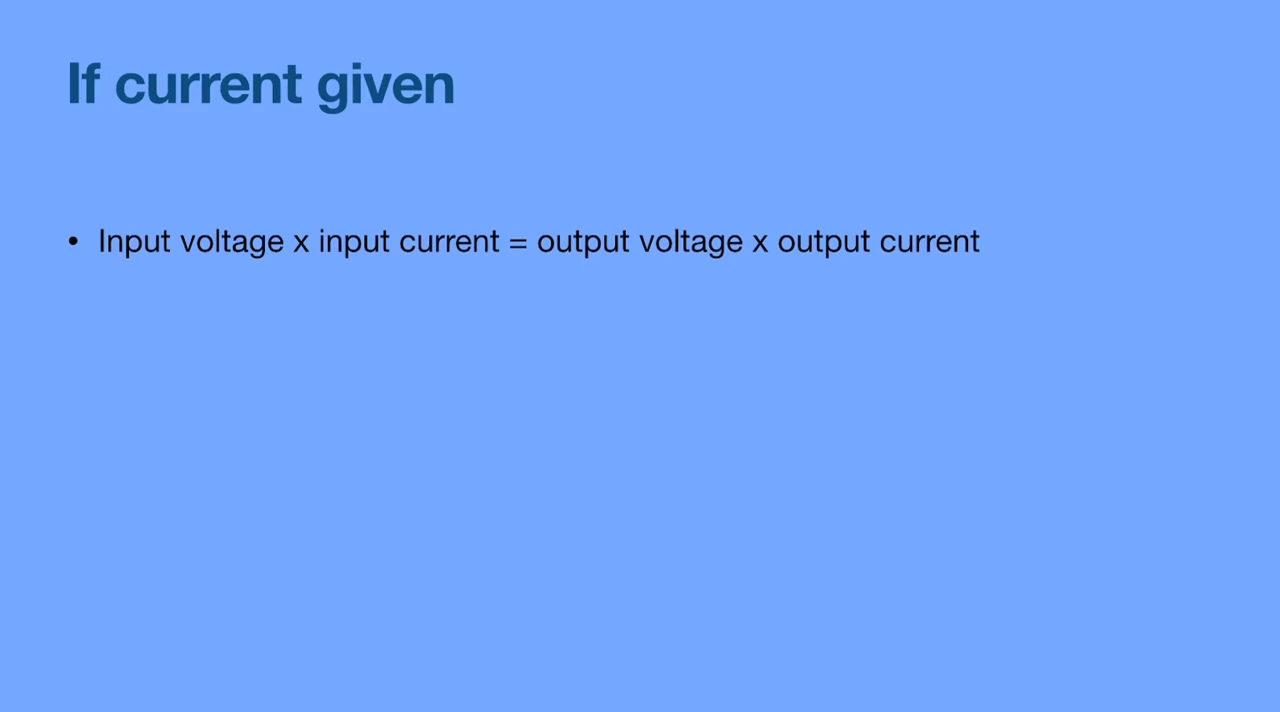 If current given
• Input voltage x input current = output voltage x output current